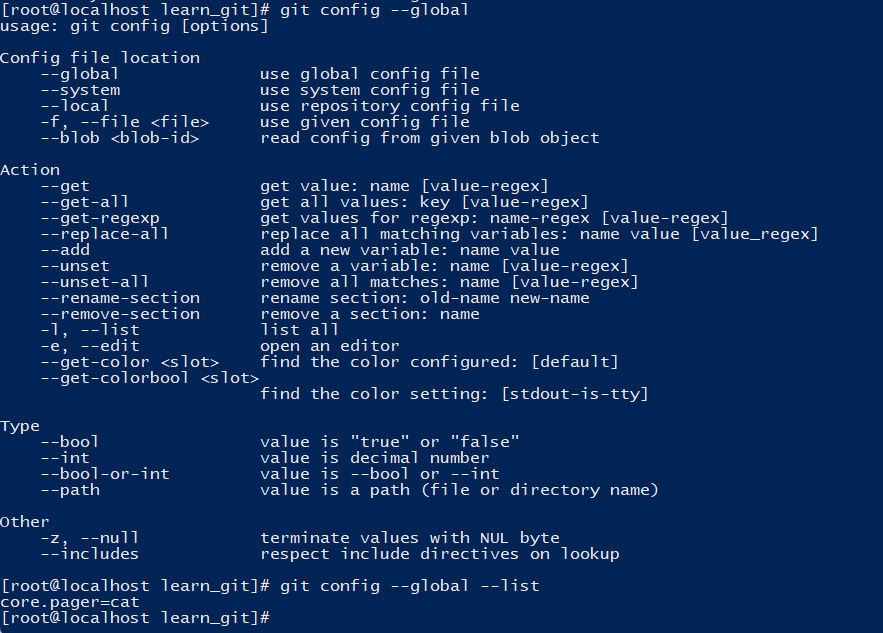 [root@localhost learn_git]# git config --global
usage: git config [options]

Config file location
    --global              use global config file
    --system              use system config file
    --local               use repository config file
    -f, --file <file>     use given config file
    --blob <blob-id>      read config from given blob object

Action
    --get                 get value: name [value-regex]
    --get-all             get all values: key [value-regex]
    --get-regexp          get values for regexp: name-regex [value-regex]
    --replace-all         replace all matching variables: name value [value_regex]
    --add                 add a new variable: name value
    --unset               remove a variable: name [value-regex]
    --unset-all           remove all matches: name [value-regex]
    --rename-section      rename section: old-name new-name
    --remove-section      remove a section: name
    -l, --list            list all
    -e, --edit            open an editor
    --get-color <slot>    find the color configured: [default]
    --get-colorbool <slot>
                          find the color setting: [stdout-is-tty]

Type
    --bool                value is "true" or "false"
    --int                 value is decimal number
    --bool-or-int         value is --bool or --int
    --path                value is a path (file or directory name)

Other
    -z, --null            terminate values with NUL byte
    --includes            respect include directives on lookup

[root@localhost learn_git]# git config --global --list
core.pager=cat
[root@localhost learn_git]#